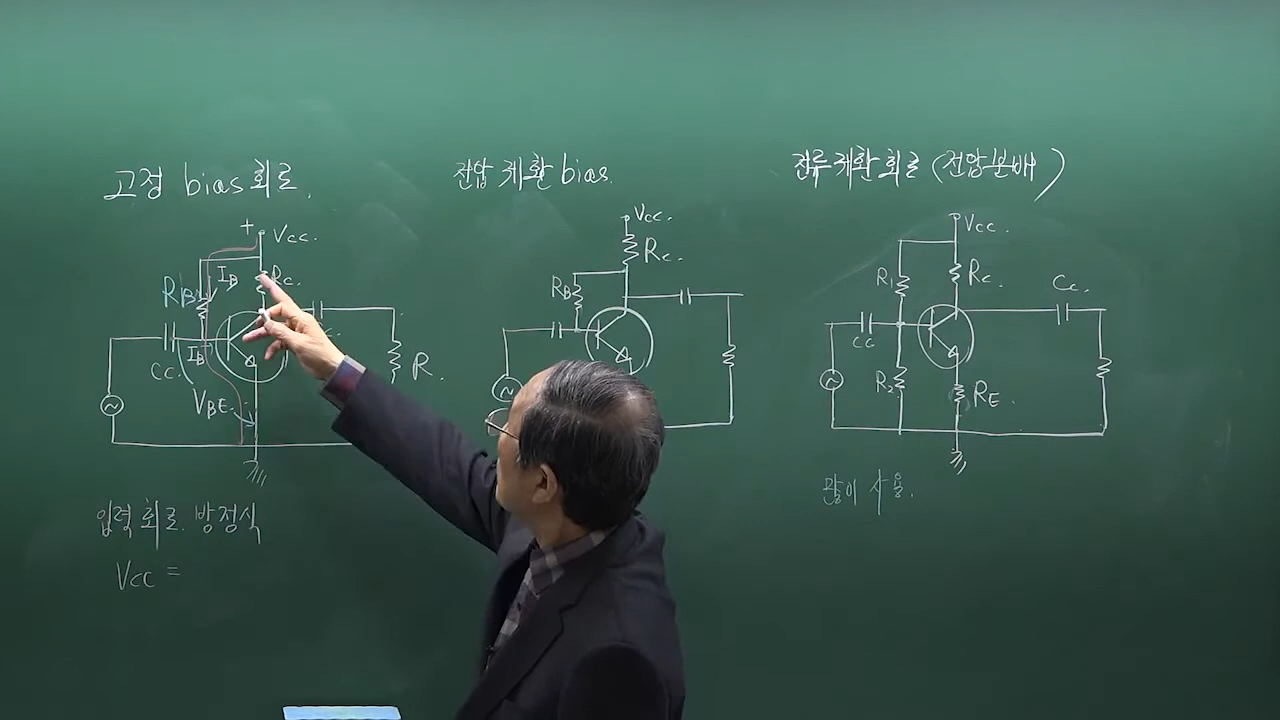 고정 bias 회로.
+ Vcc.
IB
RC
RB
IB
CC.
VBE.
R.
입력 회로 방정식
Vcc =
전압 궤환 bias.
Vcc.
Rc.
RB
전류궤환 회로 (전압분배)
Vcc.
R1
Rc
Cc.
CC
R2
RE.
많이 사용.